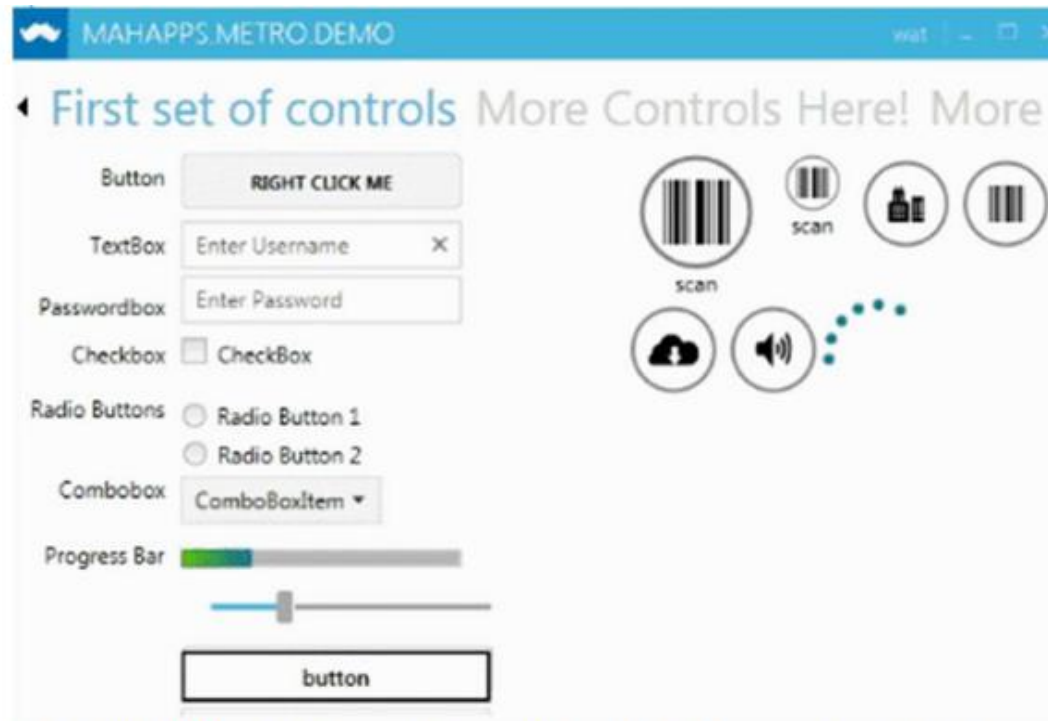 MAHAPPS.METRO.DEMO wat
First set of controls More Controls Here! More
Button RIGHT CLICK ME
TextBox Enter Username
Passwordbox Enter Password
Checkbox CheckBox
Radio Buttons Radio Button 1
Radio Button 2
Combobox ComboBoxItem
Progress Bar
button
scan
scan